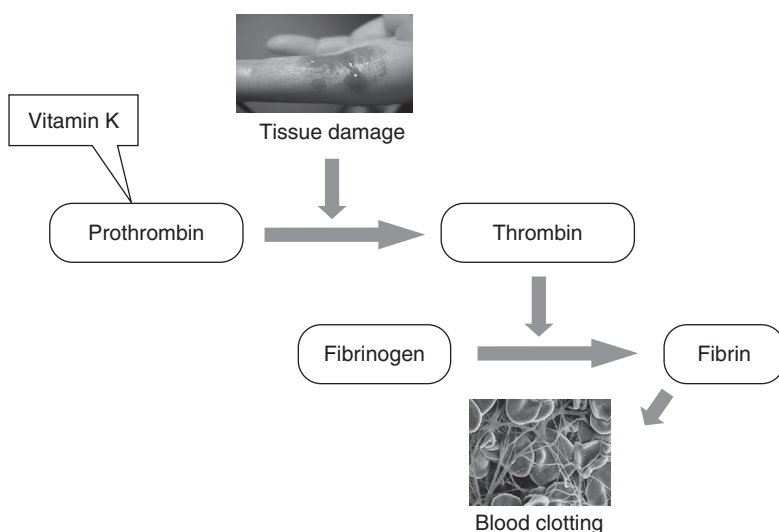 Tissue damage
Vitamin K
Prothrombin
Thrombin
Fibrinogen
Fibrin
Blood clotting